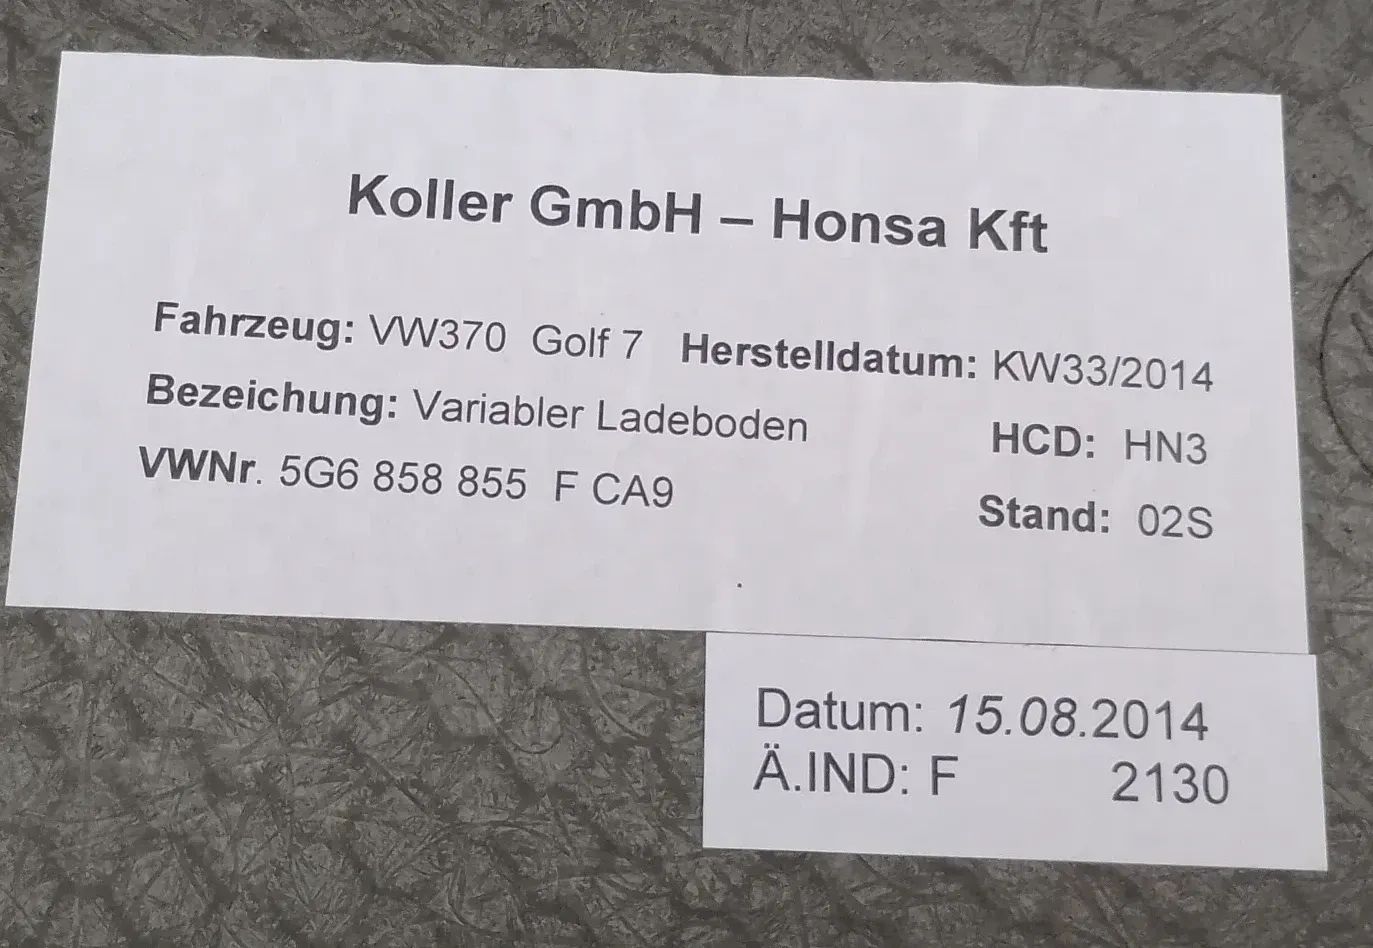 Koller GmbH – Honsa Kft
Fahrzeug: VW370 Golf 7 Herstelldatum: KW33/2014
Bezeichung: Variabler Ladeboden HCD: HN3
VWNr. 5G6 858 855 F CA9 Stand: 02S
Datum: 15.08.2014
Ä.IND: F 2130